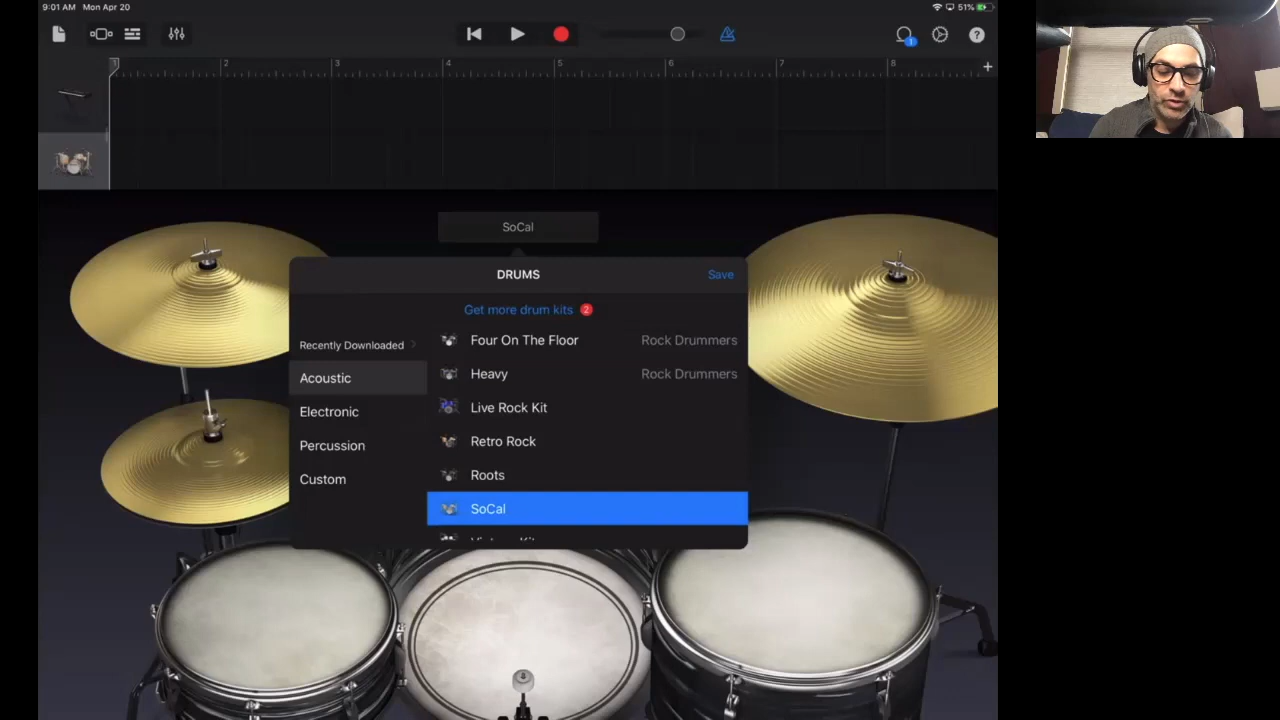 9:01 AM Mon Apr 20
51%
1
1 2 3 4 5 6 7 8
SoCal
DRUMS
Save
Get more drum kits 2
Recently Downloaded
Four On The Floor Rock Drummers
Acoustic
Heavy Rock Drummers
Electronic
Live Rock Kit
Percussion
Retro Rock
Custom
Roots
SoCal